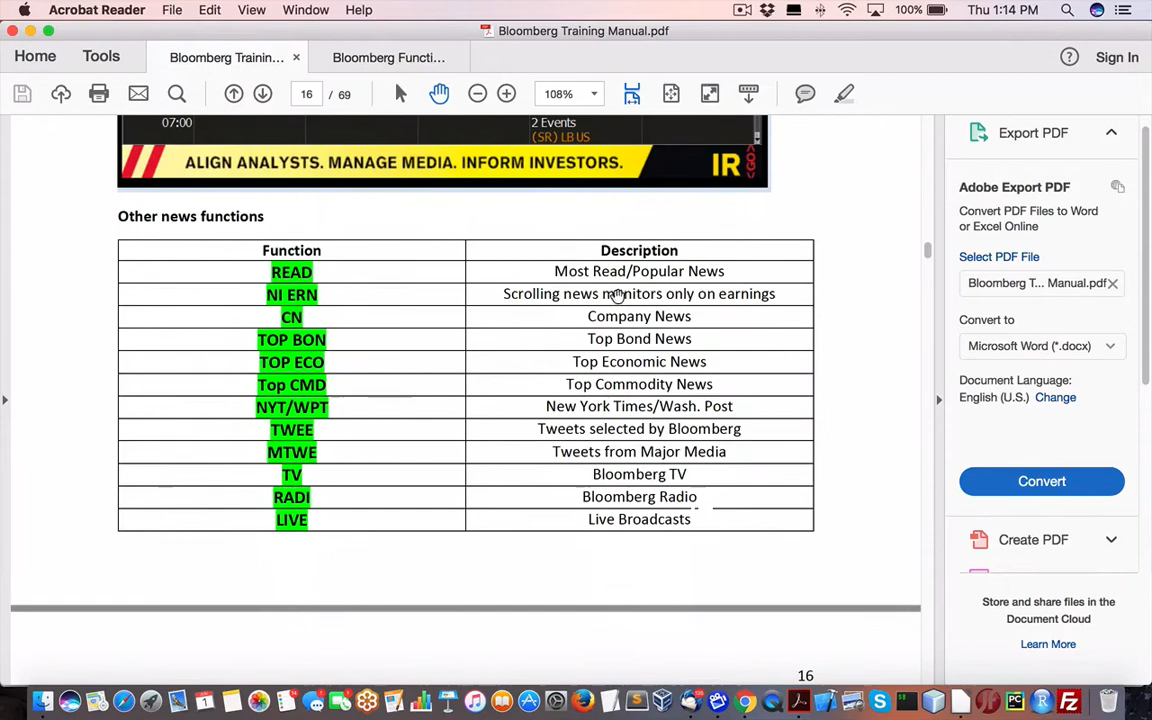 Acrobat Reader File Edit View Window Help 100% Thu 1:14 PM
Bloomberg Training Manual.pdf
Home Tools Bloomberg Trainin... × Bloomberg Functi... ? Sign In
16 / 69 108%
07:00
2 Events
(SR) LB US
ALIGN ANALYSTS. MANAGE MEDIA. INFORM INVESTORS. IR
Other news functions
Function Description
READ Most Read/Popular News
NI ERN Scrolling news monitors only on earnings
CN Company News
TOP BON Top Bond News
TOP ECO Top Economic News
Top CMD Top Commodity News
NYT/WPT New York Times/Wash. Post
TWEE Tweets selected by Bloomberg
MTWE Tweets from Major Media
TV Bloomberg TV
RADI Bloomberg Radio
LIVE Live Broadcasts
16
Export PDF
Adobe Export PDF
Convert PDF Files to Word
or Excel Online
Select PDF File
Bloomberg T... Manual.pdf ×
Convert to
Microsoft Word (*.docx)
Document Language:
English (U.S.) Change
Convert
Create PDF
Store and share files in the
Document Cloud
Learn More